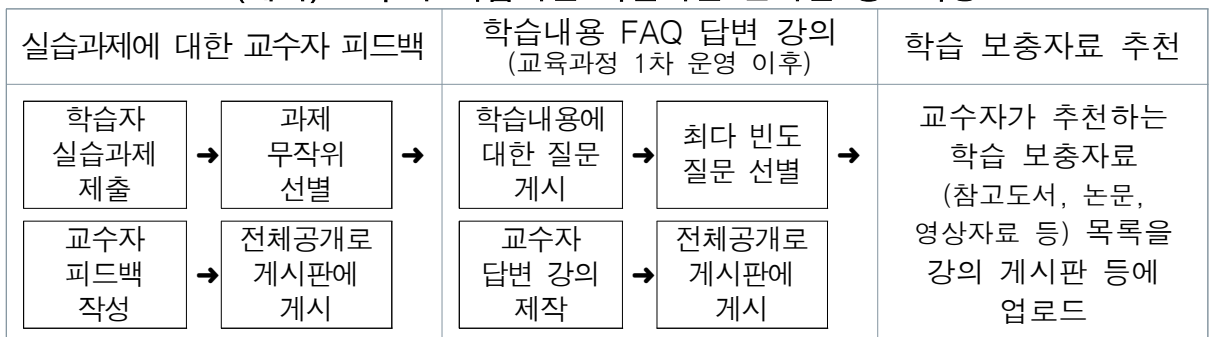 실습과제에 대한 교수자 피드백
학습내용 FAQ 답변 강의
(교육과정 1차 운영 이후)
학습 보충자료 추천
학습자
실습과제
제출
➜
과제
무작위
선별
➜
교수자
피드백
작성
➜
전체공개로
게시판에
게시
학습내용에
대한 질문
게시
➜
최다 빈도
질문 선별
➜
교수자
답변 강의
제작
➜
전체공개로
게시판에
게시
교수자가 추천하는
학습 보충자료
(참고도서, 논문,
영상자료 등) 목록을
강의 게시판 등에
업로드